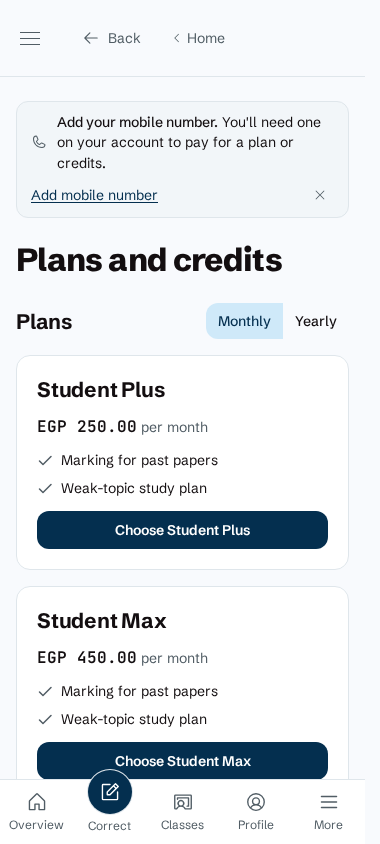 Back
Home
Add your mobile number. You'll need one
on your account to pay for a plan or
credits.
Add mobile number
Plans and credits
Plans
Monthly
Yearly
Student Plus
EGP 250.00 per month
Marking for past papers
Weak-topic study plan
Choose Student Plus
Student Max
EGP 450.00 per month
Marking for past papers
Weak-topic study plan
Choose Student Max
Overview
Correct
Classes
Profile
More